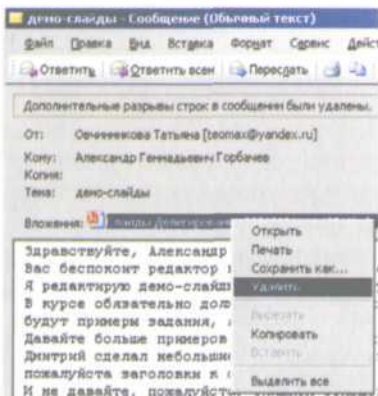 демо-слайды - Сообщение (Обычный текст)
Файл Правка Вид Вставка Формат Сервис Дейст
Ответить Ответить всем Переслать
Дополнительные разрывы строк в сообщении были удалены.
От: Овчинникова Татьяна [teomax@yandex.ru]
Кому: Александр Геннадьевич Горбачев
Копия:
Тема: демо-слайды
Вложения:
Открыть
Печать
Сохранить как...
Удалить
Вырезать
Копировать
Вставить
Выделить все
Здравствуйте, Александр
Вас беспокоит редактор
Я редактирую демо-слайды
В курсе обязательно дол
будут примеры задания,
Давайте больше примеров
Дмитрий сделал небольшие
пожалуйста заголовки к
И не давайте, пожалуйста